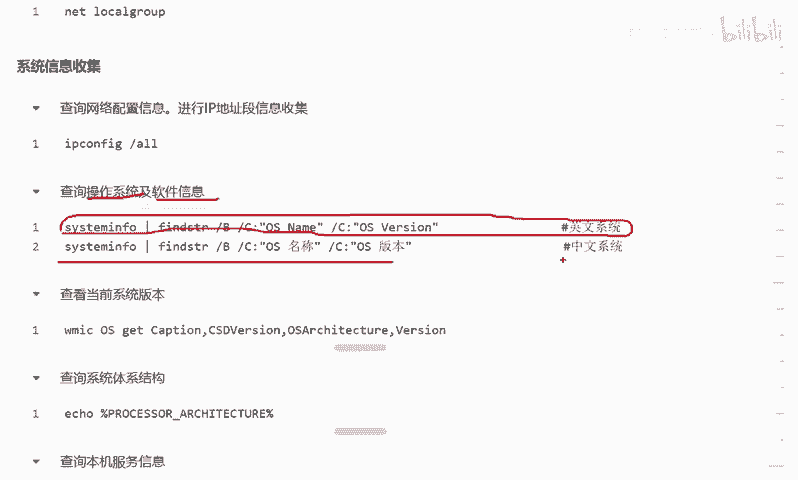 1 net localgroup
bilibili
系统信息收集
查询网络配置信息。进行IP地址段信息收集
1 ipconfig /all
查询操作系统及软件信息
1 systeminfo | findstr /B /C:"OS Name" /C:"OS Version" #英文系统
2 systeminfo | findstr /B /C:"OS 名称" /C:"OS 版本" #中文系统
查看当前系统版本
1 wmic OS get Caption,CSDVersion,OSArchitecture,Version
查询系统体系结构
1 echo %PROCESSOR_ARCHITECTURE%
查询本机服务信息